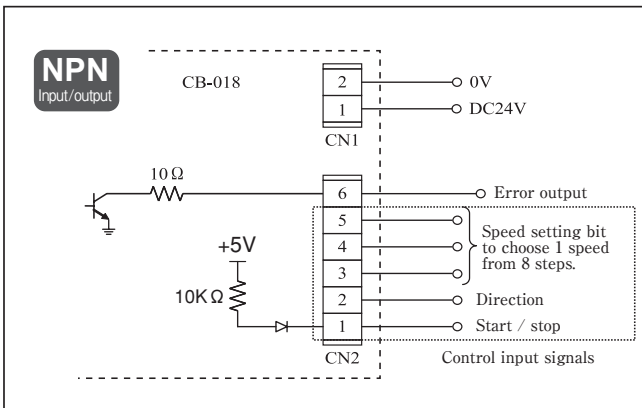 NPN
Input/output
CB-018
2
0V
1
DC24V
CN1
10Ω
6
Error output
5
4
3
Speed setting bit
to choose 1 speed
from 8 steps.
+5V
10KΩ
2
Direction
1
Start / stop
CN2
Control input signals